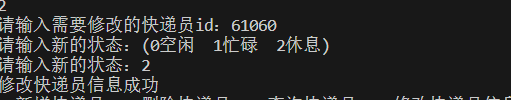 2
请输入需要修改的快递员id：61060
请输入新的状态：(0空闲  1忙碌  2休息)
请输入新的状态：2
修改快递员信息成功